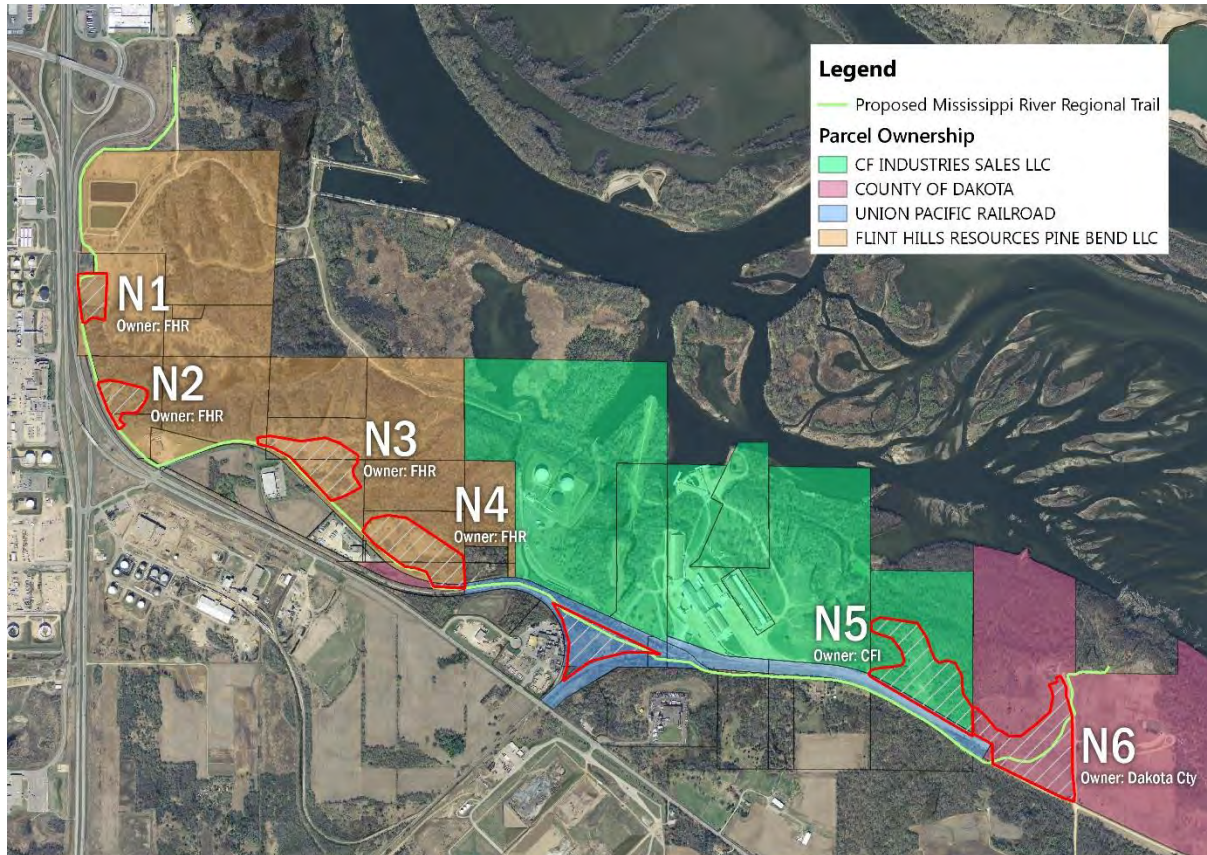 Legend
Proposed Mississippi River Regional Trail
Parcel Ownership
CF INDUSTRIES SALES LLC
COUNTY OF DAKOTA
UNION PACIFIC RAILROAD
FLINT HILLS RESOURCES PINE BEND LLC
N1
Owner: FHR
N2
Owner: FHR
N3
Owner: FHR
N4
Owner: FHR
N5
Owner: CFI
N6
Owner: Dakota Cty